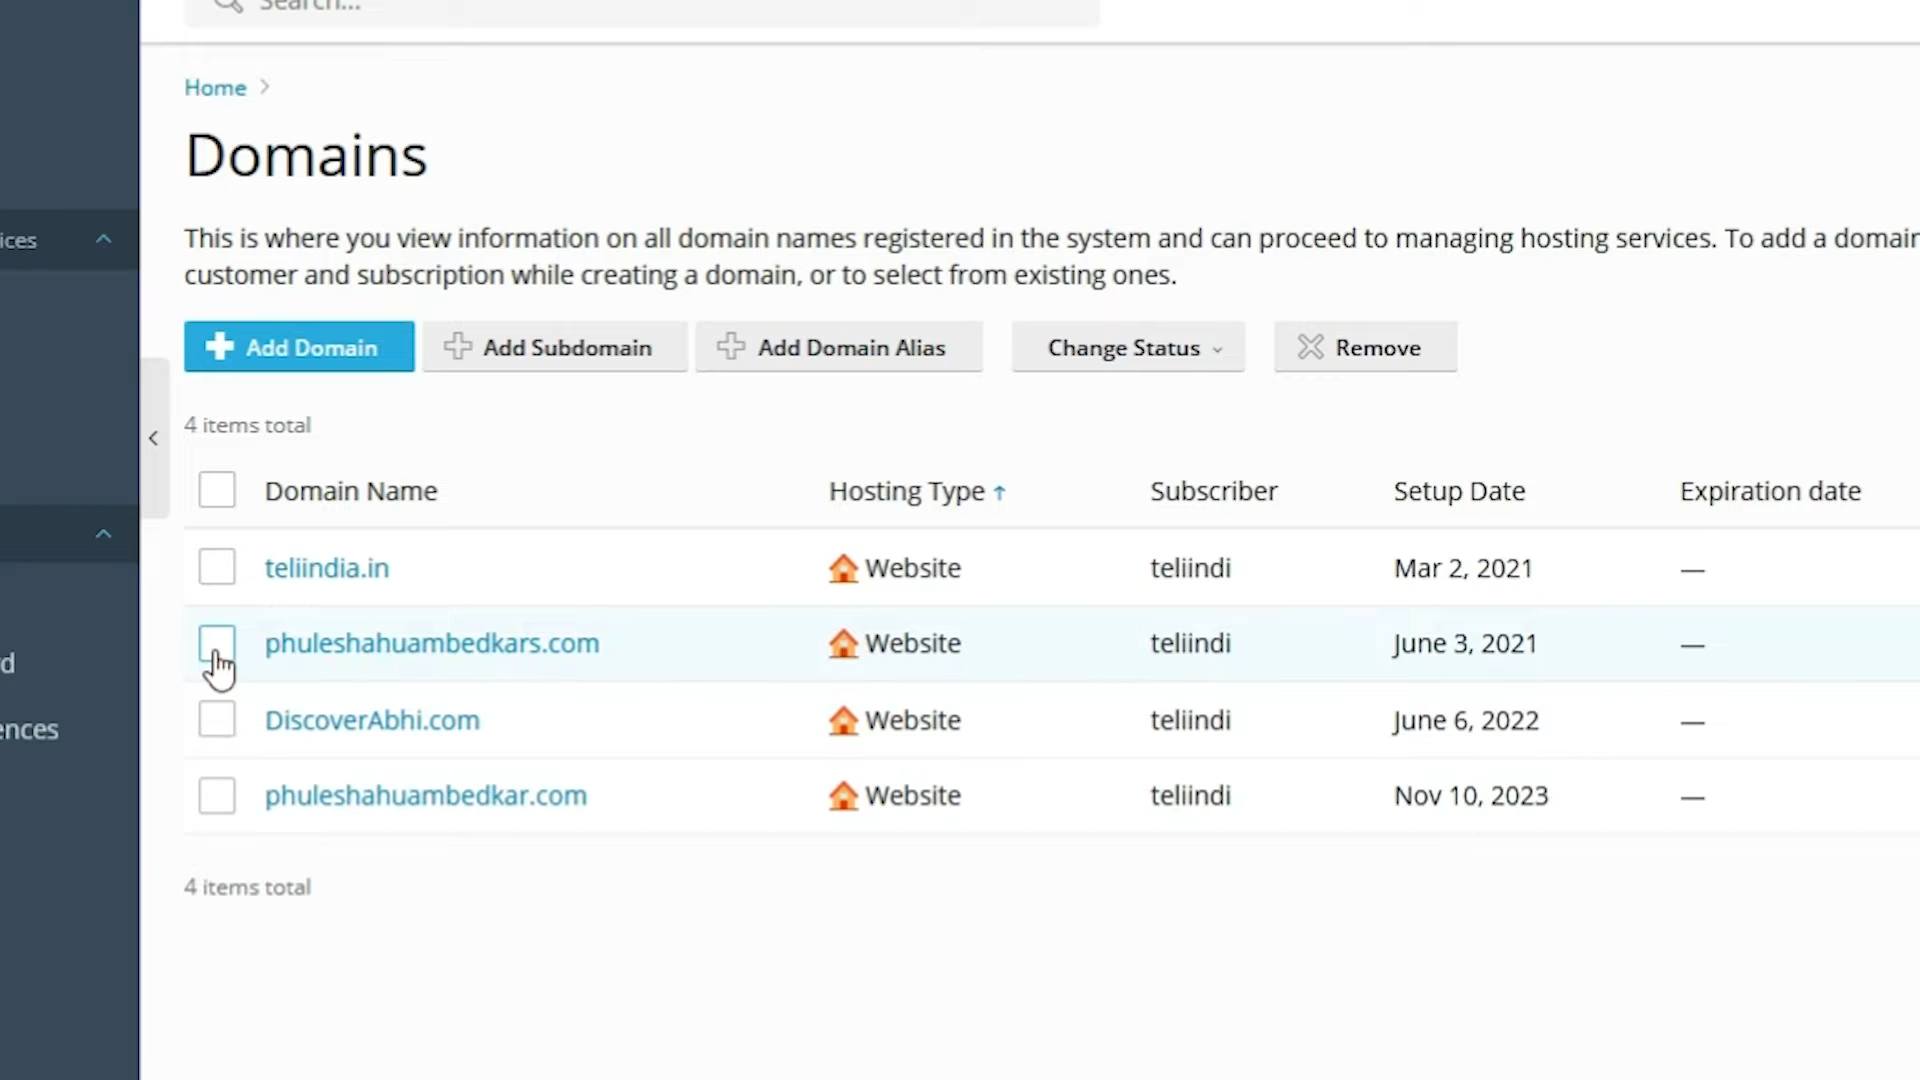 Search...
Home
Domains
This is where you view information on all domain names registered in the system and can proceed to managing hosting services. To add a domain
customer and subscription while creating a domain, or to select from existing ones.
Add Domain Add Subdomain Add Domain Alias Change Status Remove
4 items total
Domain Name Hosting Type Subscriber Setup Date Expiration date
teliindia.in Website teliindi Mar 2, 2021 —
phuleshahuambedkars.com Website teliindi June 3, 2021 —
DiscoverAbhi.com Website teliindi June 6, 2022 —
phuleshahuambedkar.com Website teliindi Nov 10, 2023 —
4 items total